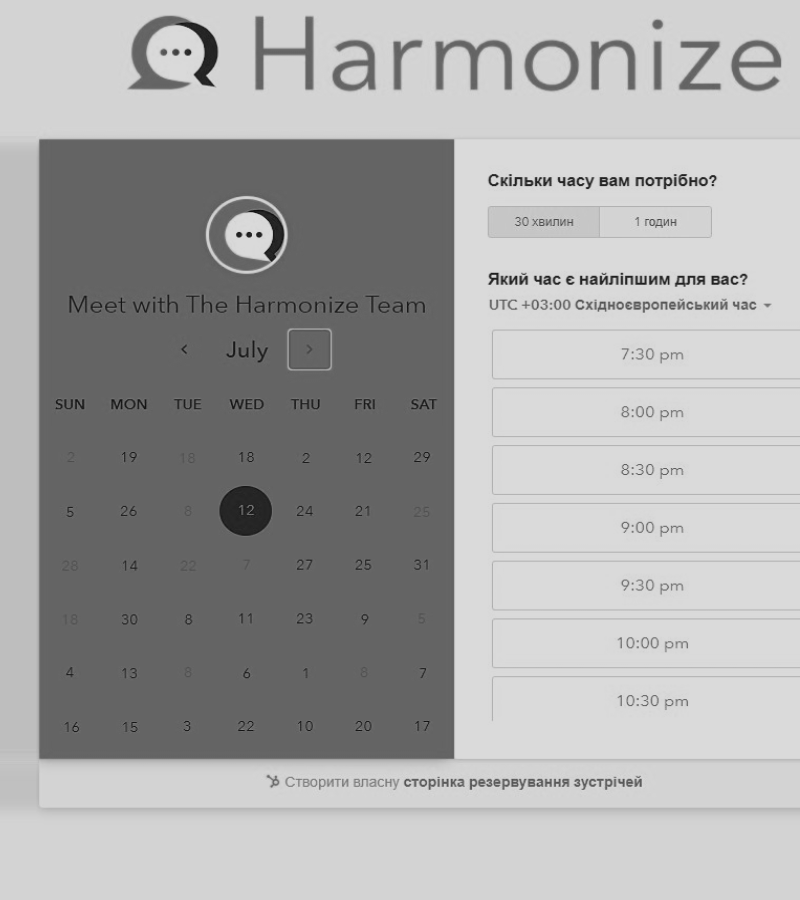 Harmonize
Meet with The Harmonize Team
July
SUN MON TUE WED THU FRI SAT
2 19 18 18 2 12 29
5 26 8 12 24 21 25
28 14 22 7 27 25 31
18 30 8 11 23 9 5
4 13 8 6 1 8 7
16 15 3 22 10 20 17
Скільки часу вам потрібно?
30 хвилин 1 годин
Який час є найліпшим для вас?
UTC +03:00 Східноєвропейський час
7:30 pm
8:00 pm
8:30 pm
9:00 pm
9:30 pm
10:00 pm
10:30 pm
Створити власну сторінка резервування зустрічей